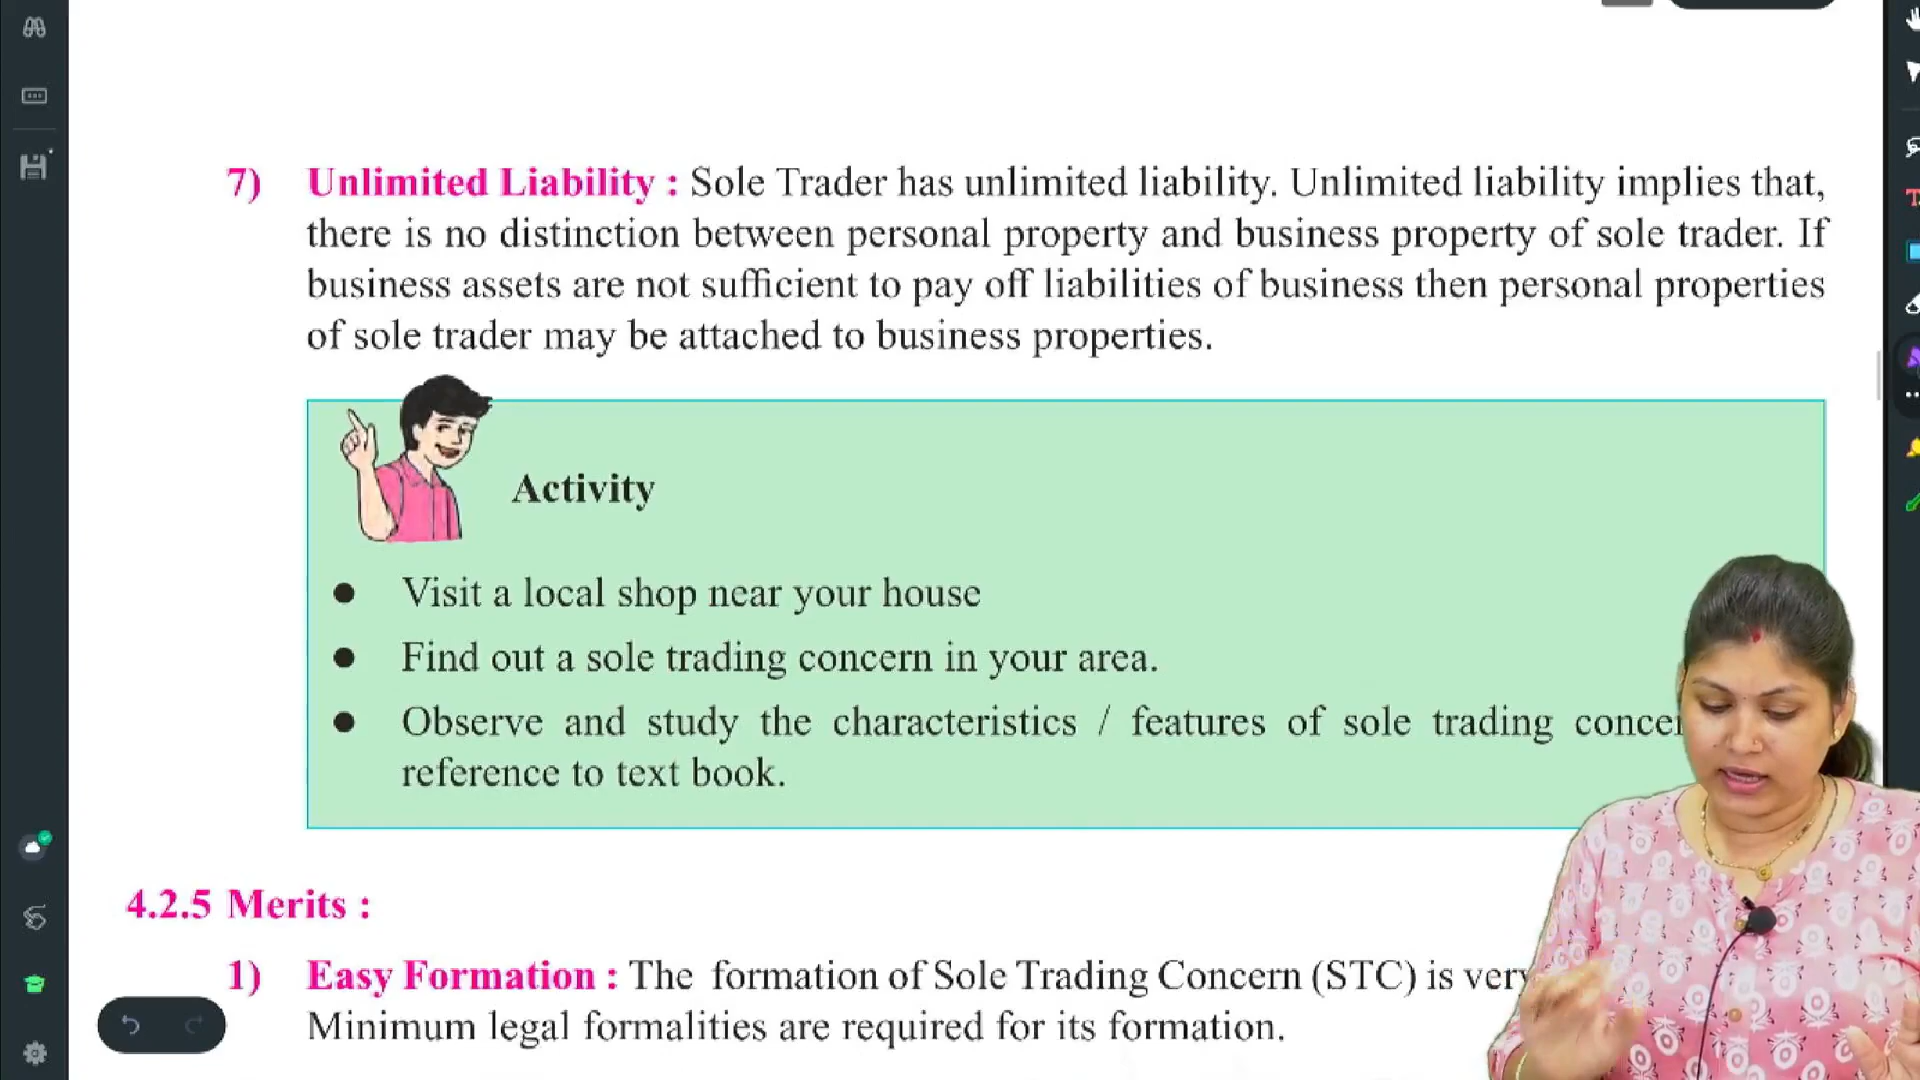 7) Unlimited Liability : Sole Trader has unlimited liability. Unlimited liability implies that,
there is no distinction between personal property and business property of sole trader. If
business assets are not sufficient to pay off liabilities of business then personal properties
of sole trader may be attached to business properties.
Activity
● Visit a local shop near your house
● Find out a sole trading concern in your area.
● Observe and study the characteristics / features of sole trading
reference to text book.
4.2.5 Merits :
1) Easy Formation : The formation of Sole Trading Concern (STC) is very
Minimum legal formalities are required for its formation.